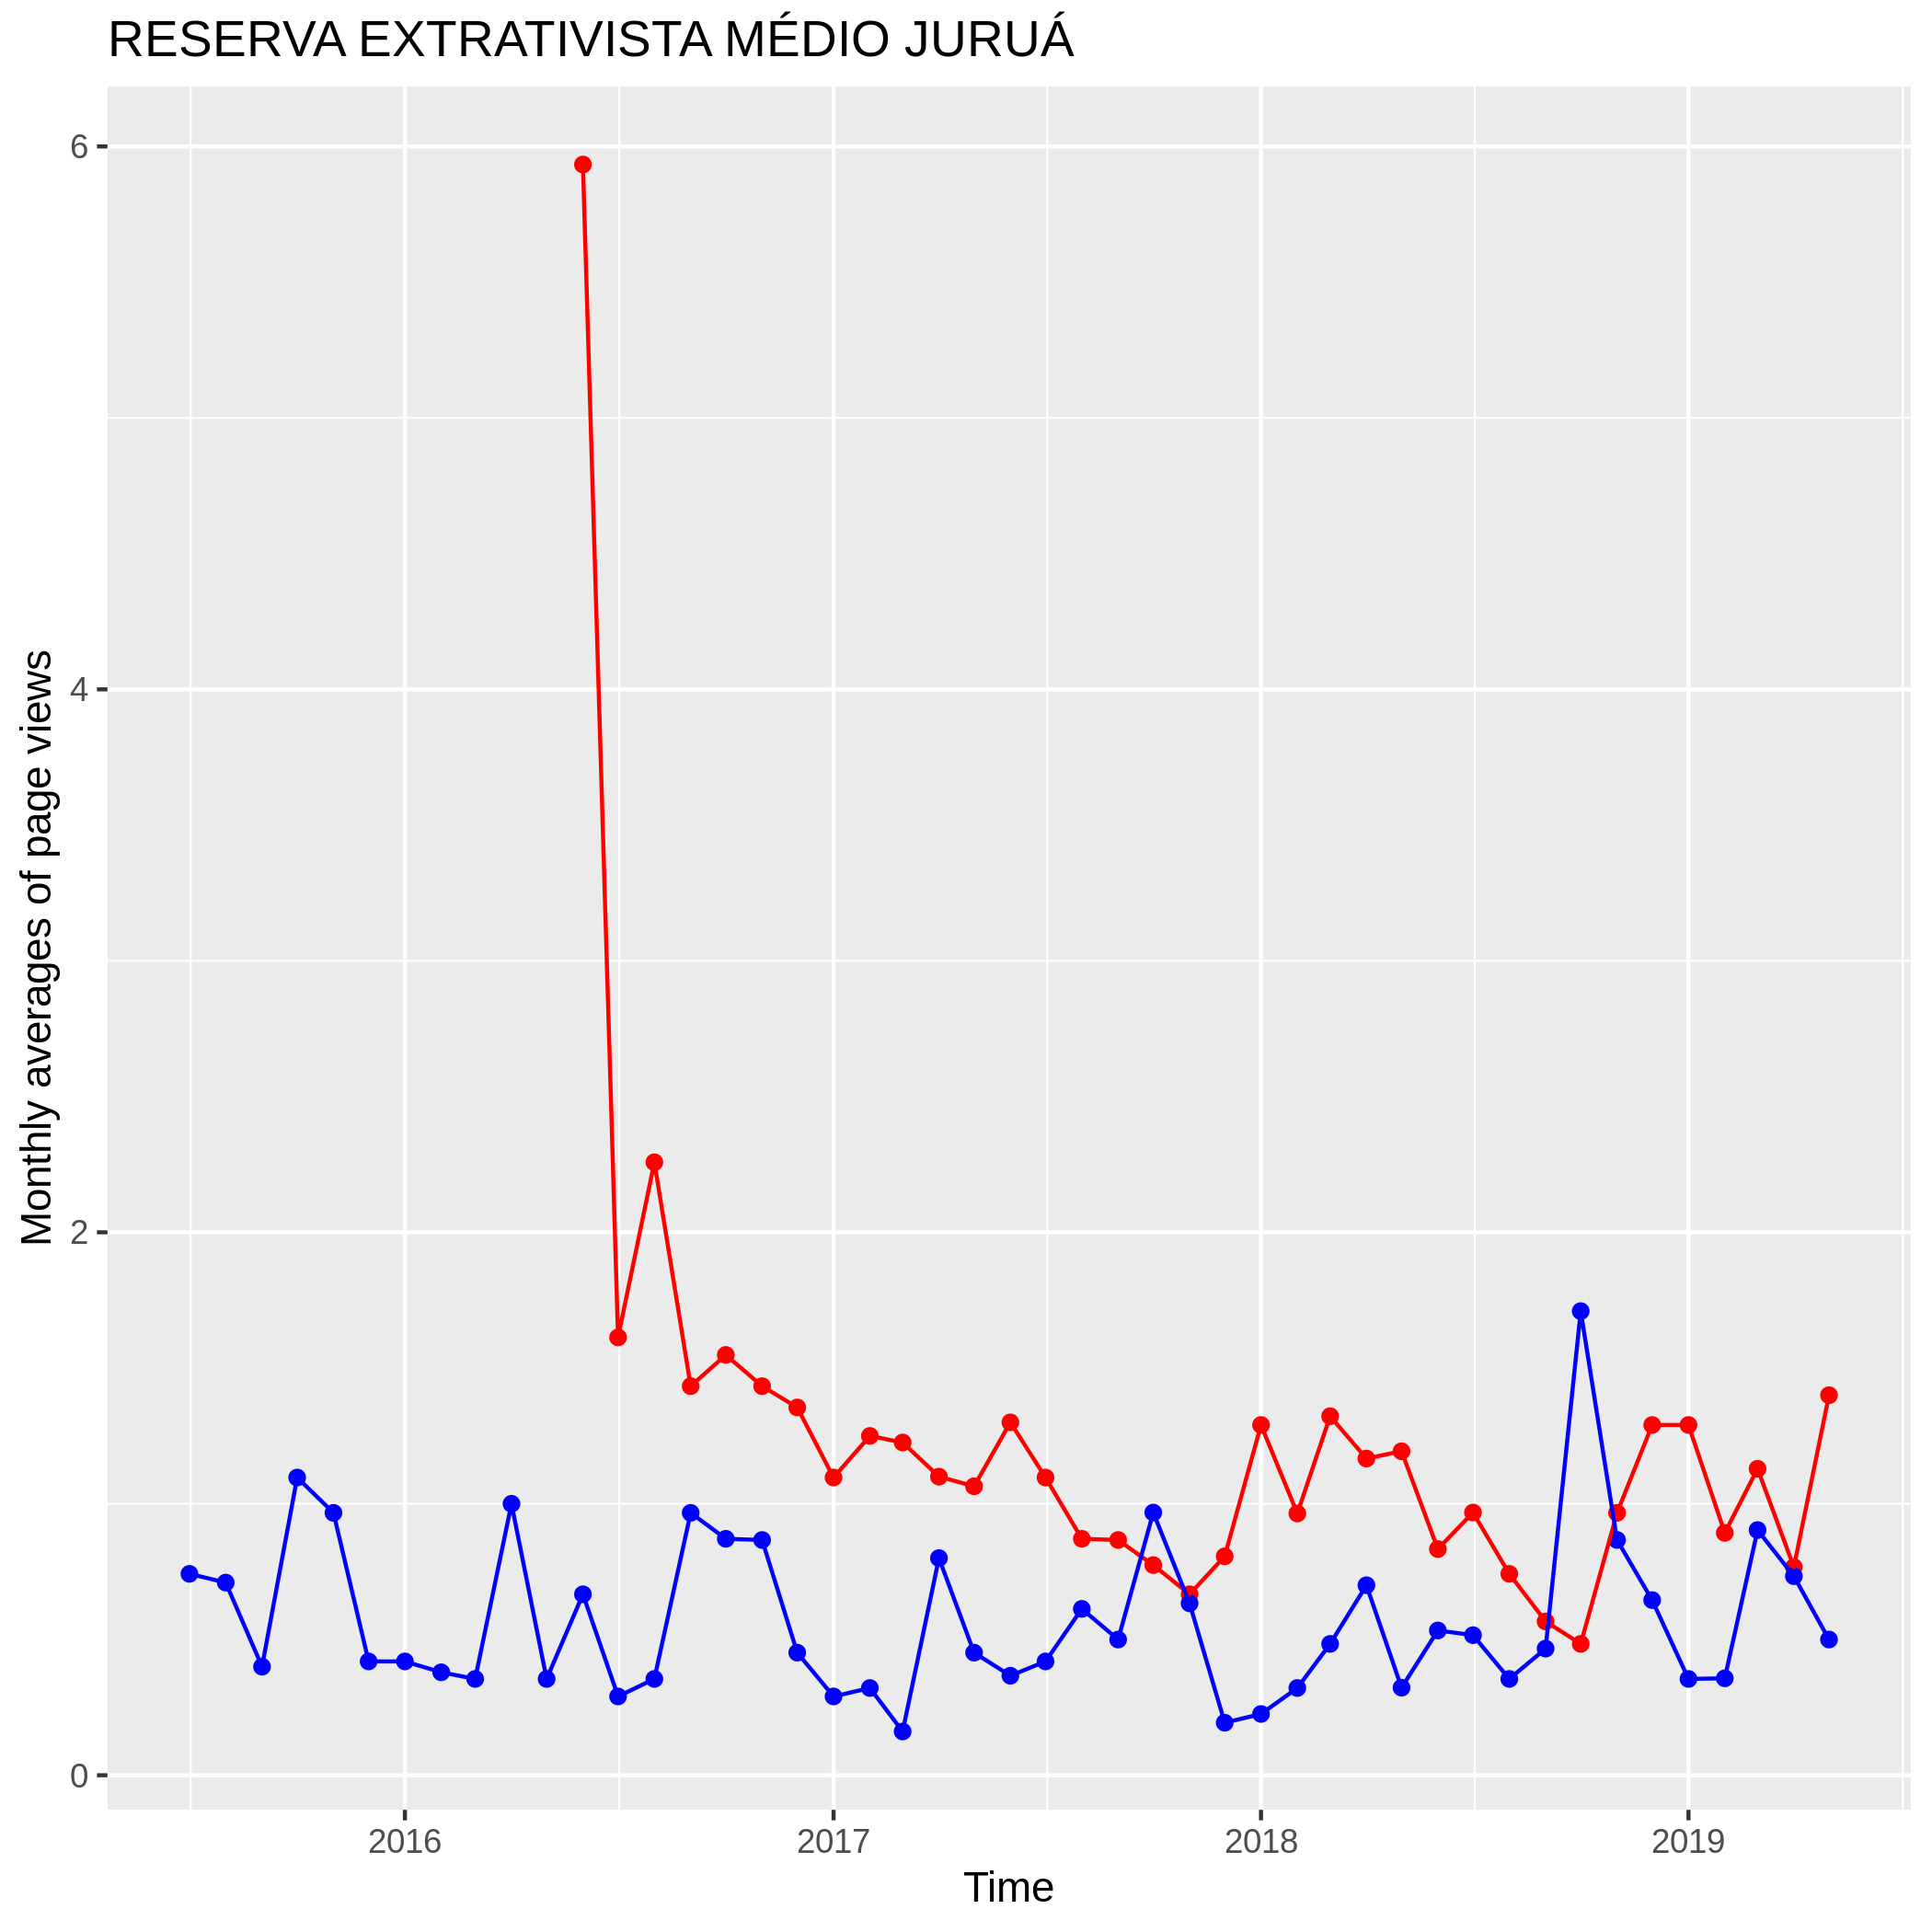 RESERVA EXTRATIVISTA MÉDIO JURUÁ
Monthly averages of page views
6
4
2
0
2016
2017
2018
2019
Time